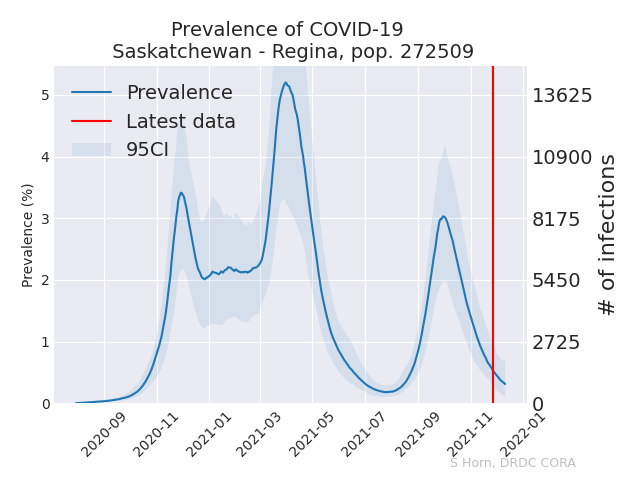 Prevalence of COVID-19
Saskatchewan - Regina, pop. 272509
Prevalence
Latest data
95CI
Prevalence (%)
5
4
3
2
1
0
13625
10900
8175
5450
2725
0
# of infections
2020-09
2020-11
2021-01
2021-03
2021-05
2021-07
2021-09
2021-11
2022-01
S Horn, DRDC CORA